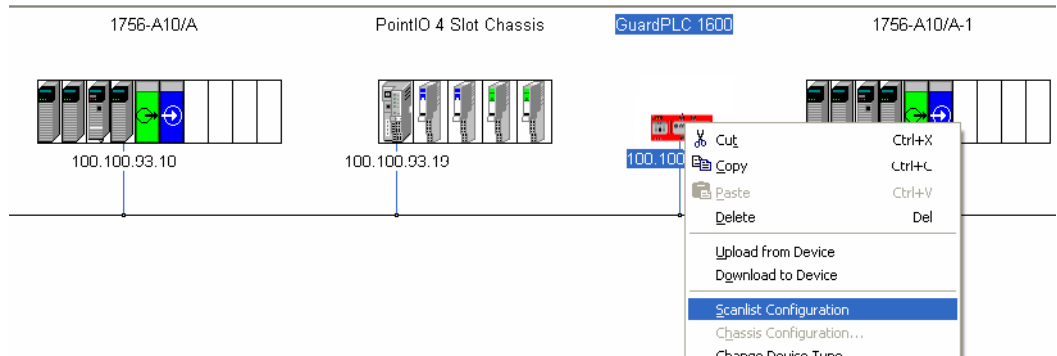 1756-A10/A PointIO 4 Slot Chassis GuardPLC 1600 1756-A10/A-1
100.100.93.10 100.100.93.19 100.100
Cut Ctrl+X
Copy Ctrl+C
Paste Ctrl+V
Delete Del
Upload from Device
Download to Device
Scanlist Configuration
Chassis Configuration...
Change Device Type